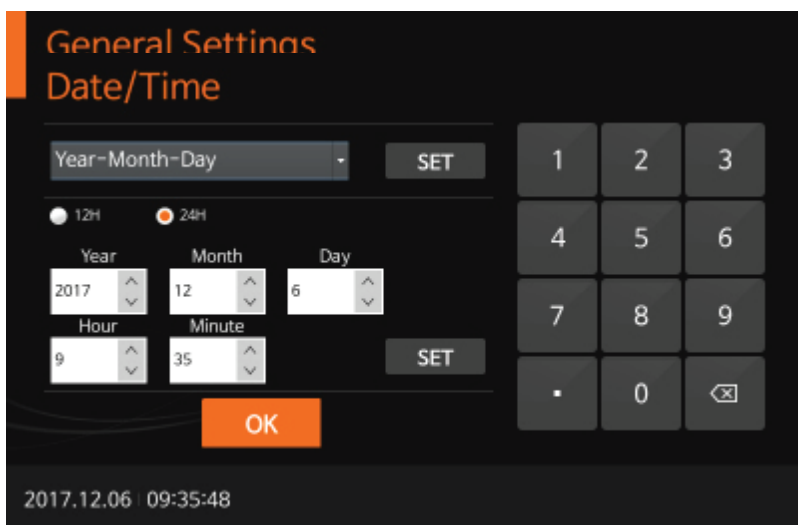 General Settings
Date/Time
Year-Month-Day
SET
12H
24H
Year Month Day
2017 12 6
Hour Minute
9 35
SET
OK
1 2 3
4 5 6
7 8 9
. 0
2017.12.06 09:35:48